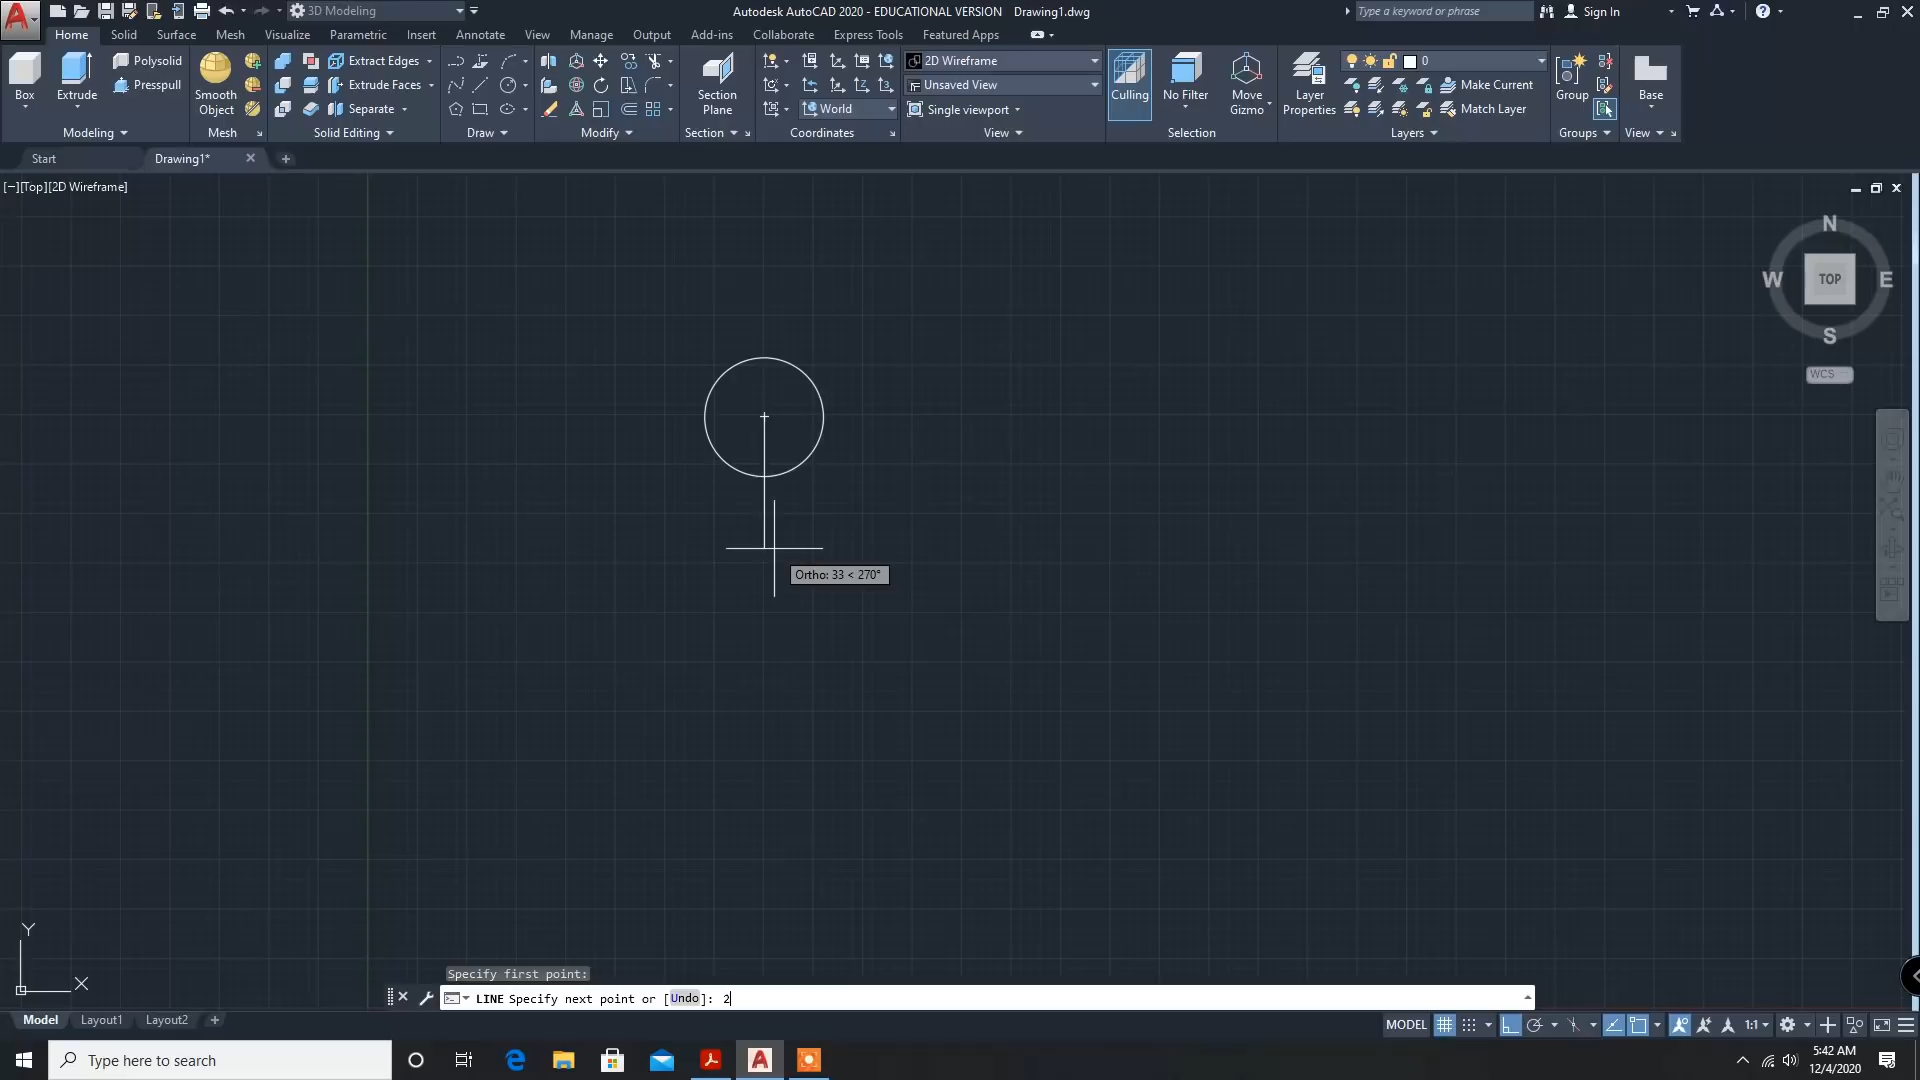 3D Modeling
Autodesk AutoCAD 2020 - EDUCATIONAL VERSION Drawing1.dwg
Type a keyword or phrase
Sign In
Home Solid Surface Mesh Visualize Parametric Insert Annotate View Manage Output Add-ins Collaborate Express Tools Featured Apps
Box
Extrude
Polysolid
Presspull
Modeling
Smooth
Object
Mesh
Extract Edges
Extrude Faces
Separate
Solid Editing
Draw
Modify
Section
Plane
Section
World
Coordinates
2D Wireframe
Unsaved View
Single viewport
View
Culling
No Filter
Move
Gizmo
Selection
Layer
Properties
0
Make Current
Match Layer
Layers
Group
Groups
Base
View
Start
Drawing1*
[−][Top][2D Wireframe]
N
W
TOP
E
S
WCS
Ortho: 33 < 270°
Y
X
Specify first point:
LINE Specify next point or [Undo]: 2
Model Layout1 Layout2
MODEL
1:1
Type here to search
5:42 AM
12/4/2020